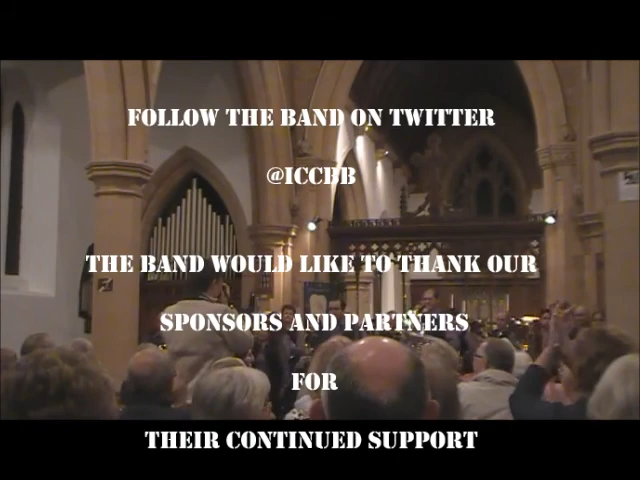 FOLLOW THE BAND ON TWITTER
@ICCBB
THE BAND WOULD LIKE TO THANK OUR
SPONSORS AND PARTNERS
FOR
THEIR CONTINUED SUPPORT